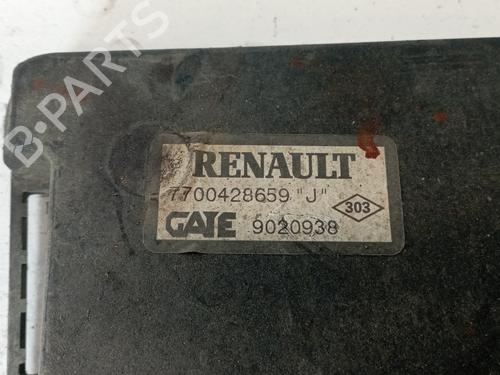 B-PARTS
RENAULT
7700428659 "J"
303
GATE 9020938